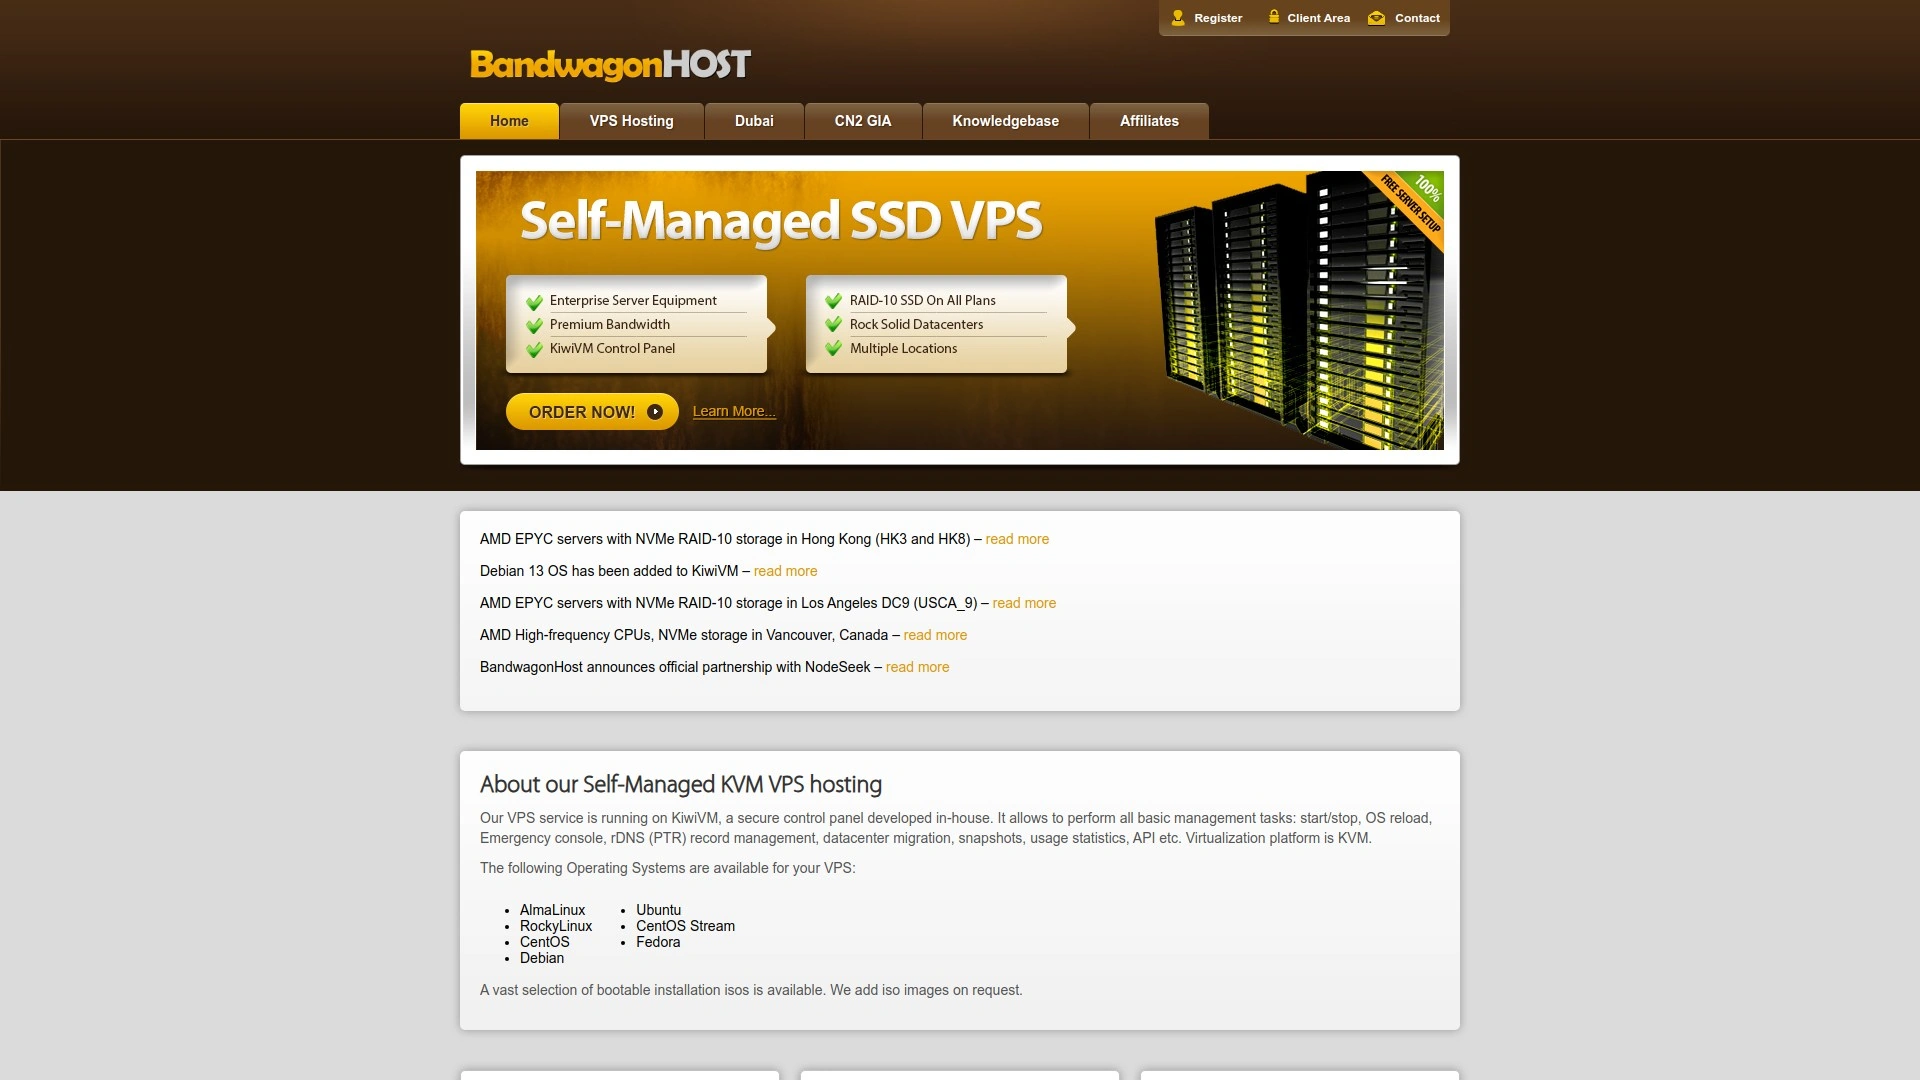 Register Client Area Contact
BandwagonHOST
Home VPS Hosting Dubai CN2 GIA Knowledgebase Affiliates
Self-Managed SSD VPS
100%
FREE SERVER SETUP
Enterprise Server Equipment
Premium Bandwidth
KiwiVM Control Panel
RAID-10 SSD On All Plans
Rock Solid Datacenters
Multiple Locations
ORDER NOW! Learn More...
AMD EPYC servers with NVMe RAID-10 storage in Hong Kong (HK3 and HK8) – read more
Debian 13 OS has been added to KiwiVM – read more
AMD EPYC servers with NVMe RAID-10 storage in Los Angeles DC9 (USCA_9) – read more
AMD High-frequency CPUs, NVMe storage in Vancouver, Canada – read more
BandwagonHost announces official partnership with NodeSeek – read more
About our Self-Managed KVM VPS hosting
Our VPS service is running on KiwiVM, a secure control panel developed in-house. It allows to perform all basic management tasks: start/stop, OS reload,
Emergency console, rDNS (PTR) record management, datacenter migration, snapshots, usage statistics, API etc. Virtualization platform is KVM.
The following Operating Systems are available for your VPS:
• AlmaLinux
• RockyLinux
• CentOS
• Debian
• Ubuntu
• CentOS Stream
• Fedora
A vast selection of bootable installation isos is available. We add iso images on request.